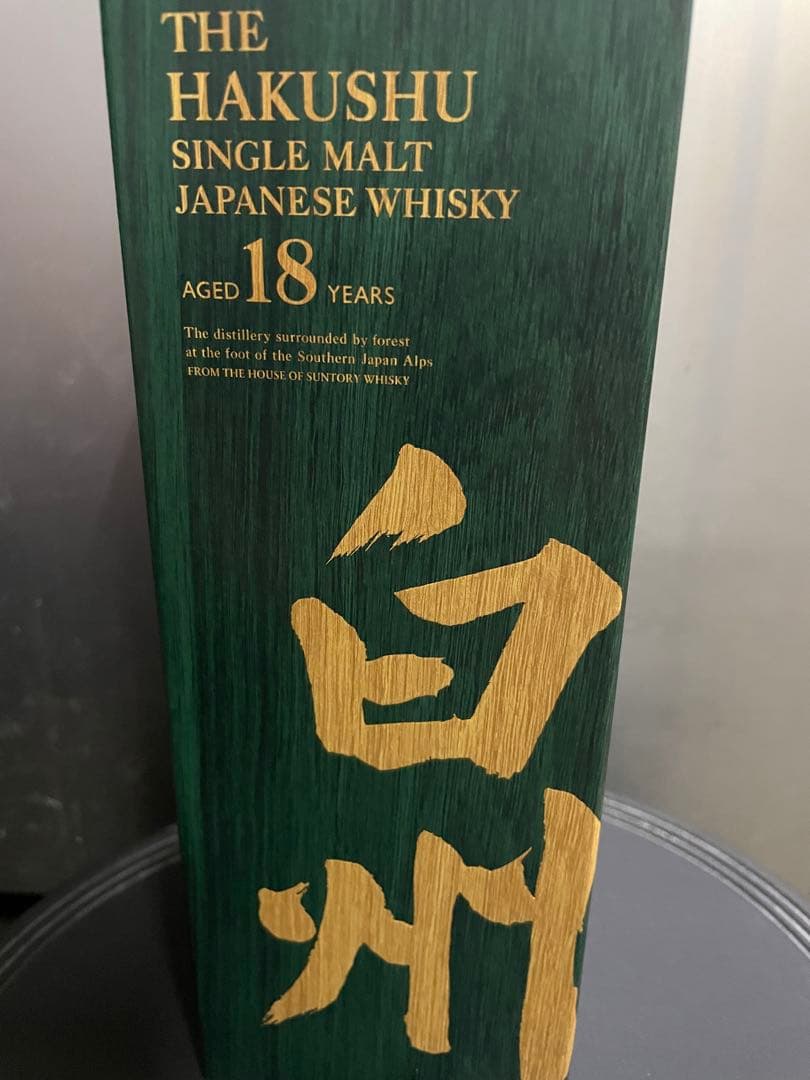 THE
HAKUSHU
SINGLE MALT
JAPANESE WHISKY
AGED 18 YEARS
The distillery surrounded by forest
at the foot of the Southern Japan Alps
FROM THE HOUSE OF SUNTORY WHISKY
白
州